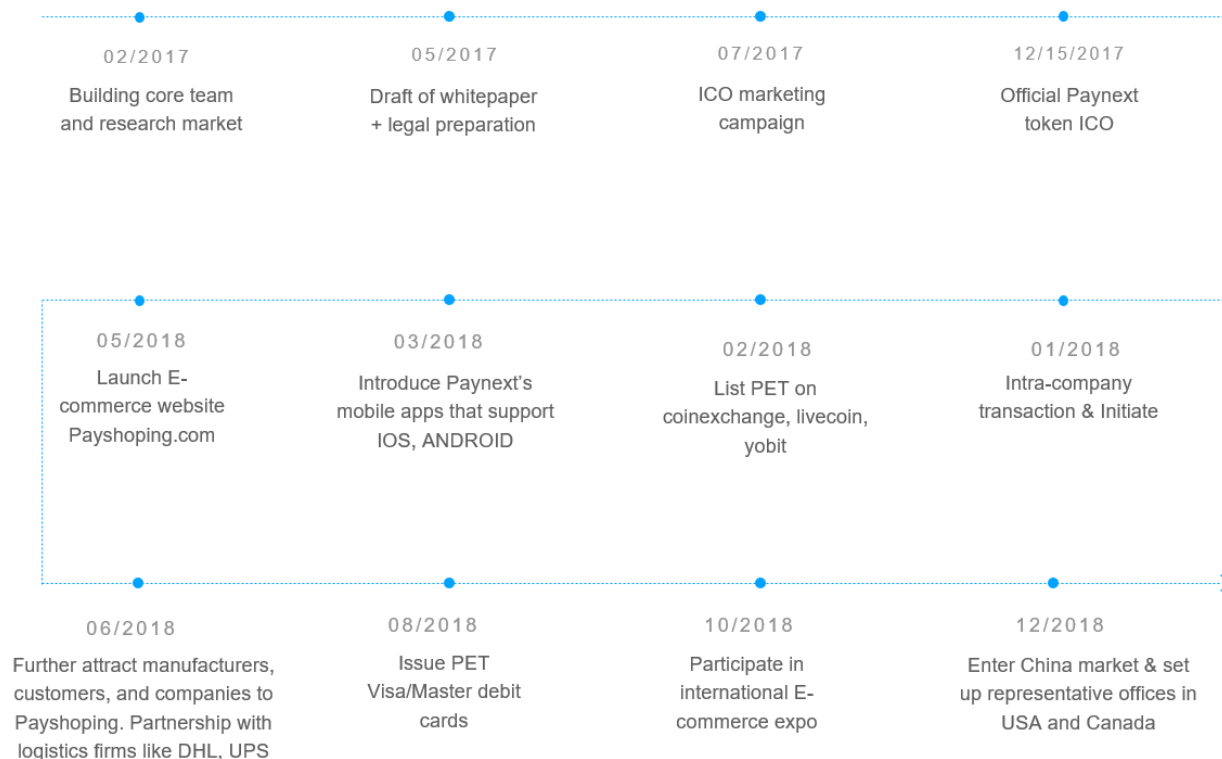 02/2017
Building core team
and research market
05/2017
Draft of whitepaper
+ legal preparation
07/2017
ICO marketing
campaign
12/15/2017
Official Paynext
token ICO
05/2018
Launch E-
commerce website
Payshoping.com
03/2018
Introduce Paynext's
mobile apps that support
IOS, ANDROID
02/2018
List PET on
coinexchange, livecoin,
yobit
01/2018
Intra-company
transaction & Initiate
06/2018
Further attract manufacturers,
customers, and companies to
Payshoping. Partnership with
logistics firms like DHL, UPS
08/2018
Issue PET
Visa/Master debit
cards
10/2018
Participate in
international E-
commerce expo
12/2018
Enter China market & set
up representative offices in
USA and Canada